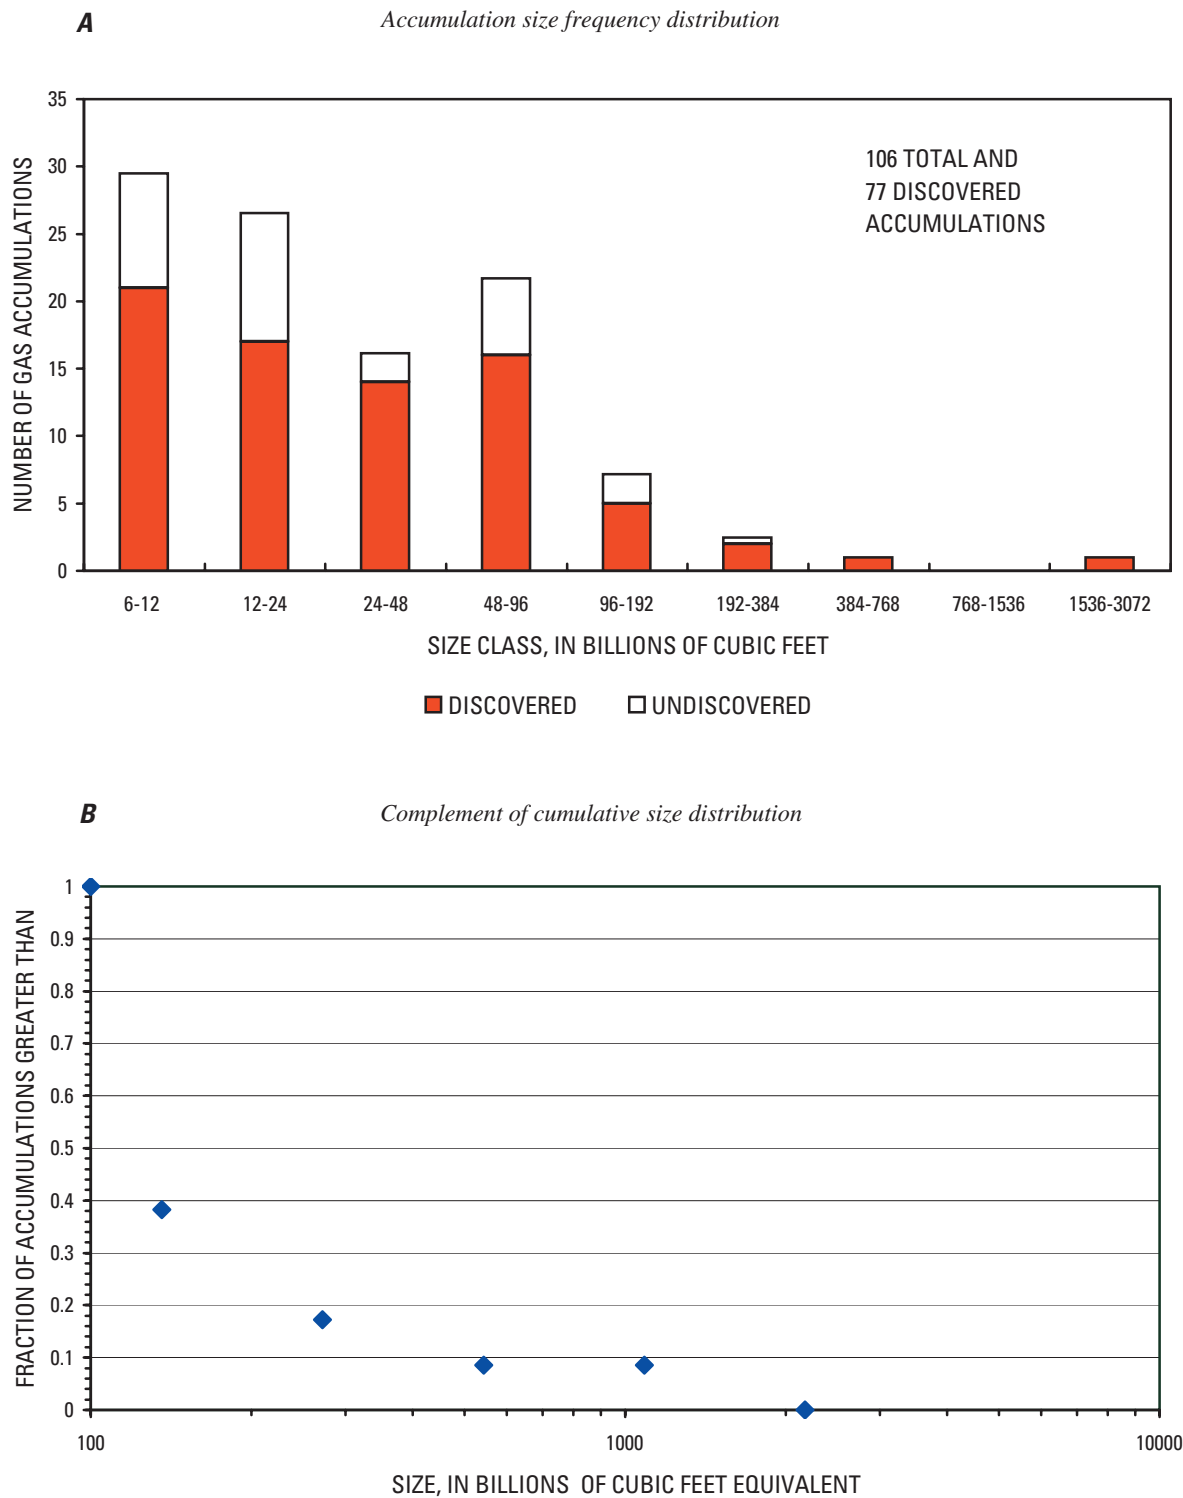 A
Accumulation size frequency distribution
35
30
25
20
15
10
5
0
NUMBER OF GAS ACCUMULATIONS
106 TOTAL AND
77 DISCOVERED
ACCUMULATIONS
6-12 12-24 24-48 48-96 96-192 192-384 384-768 768-1536 1536-3072
SIZE CLASS, IN BILLIONS OF CUBIC FEET
DISCOVERED UNDISCOVERED
B
Complement of cumulative size distribution
1
0.9
0.8
0.7
0.6
0.5
0.4
0.3
0.2
0.1
0
FRACTION OF ACCUMULATIONS GREATER THAN
100 1000 10000
SIZE, IN BILLIONS OF CUBIC FEET EQUIVALENT